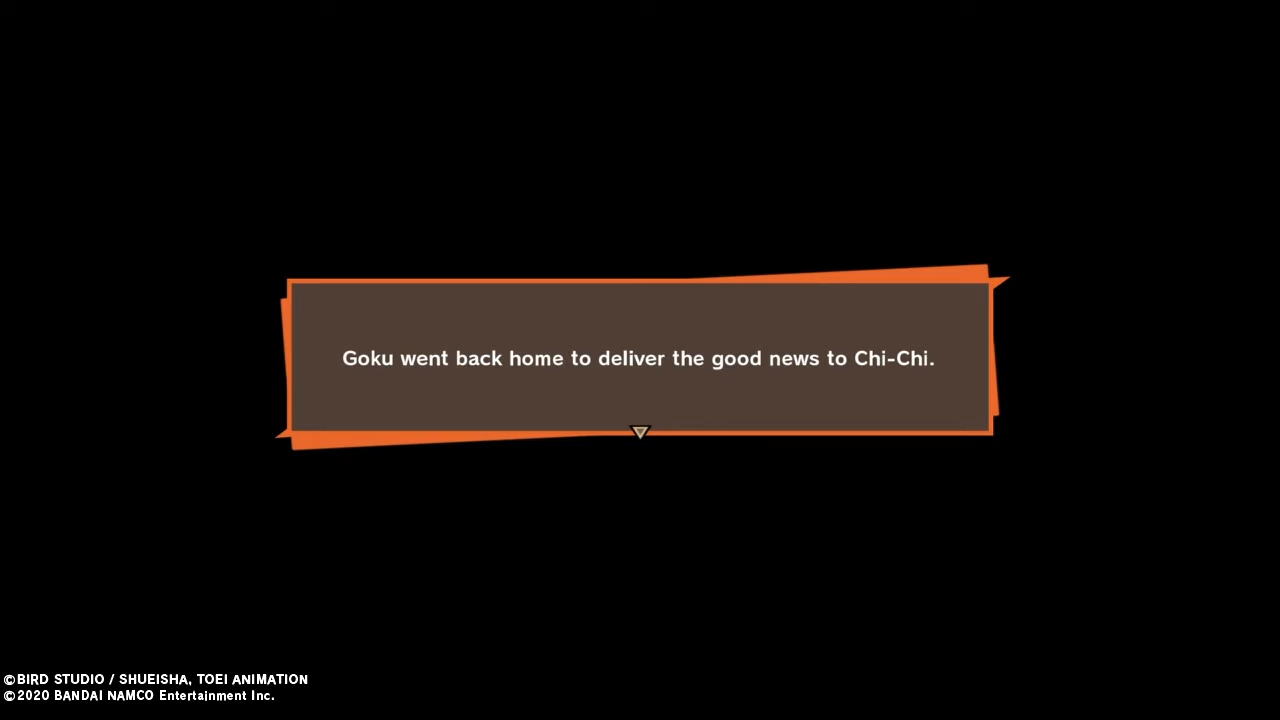 Goku went back home to deliver the good news to Chi-Chi.
©BIRD STUDIO / SHUEISHA, TOEI ANIMATION
©2020 BANDAI NAMCO Entertainment Inc.